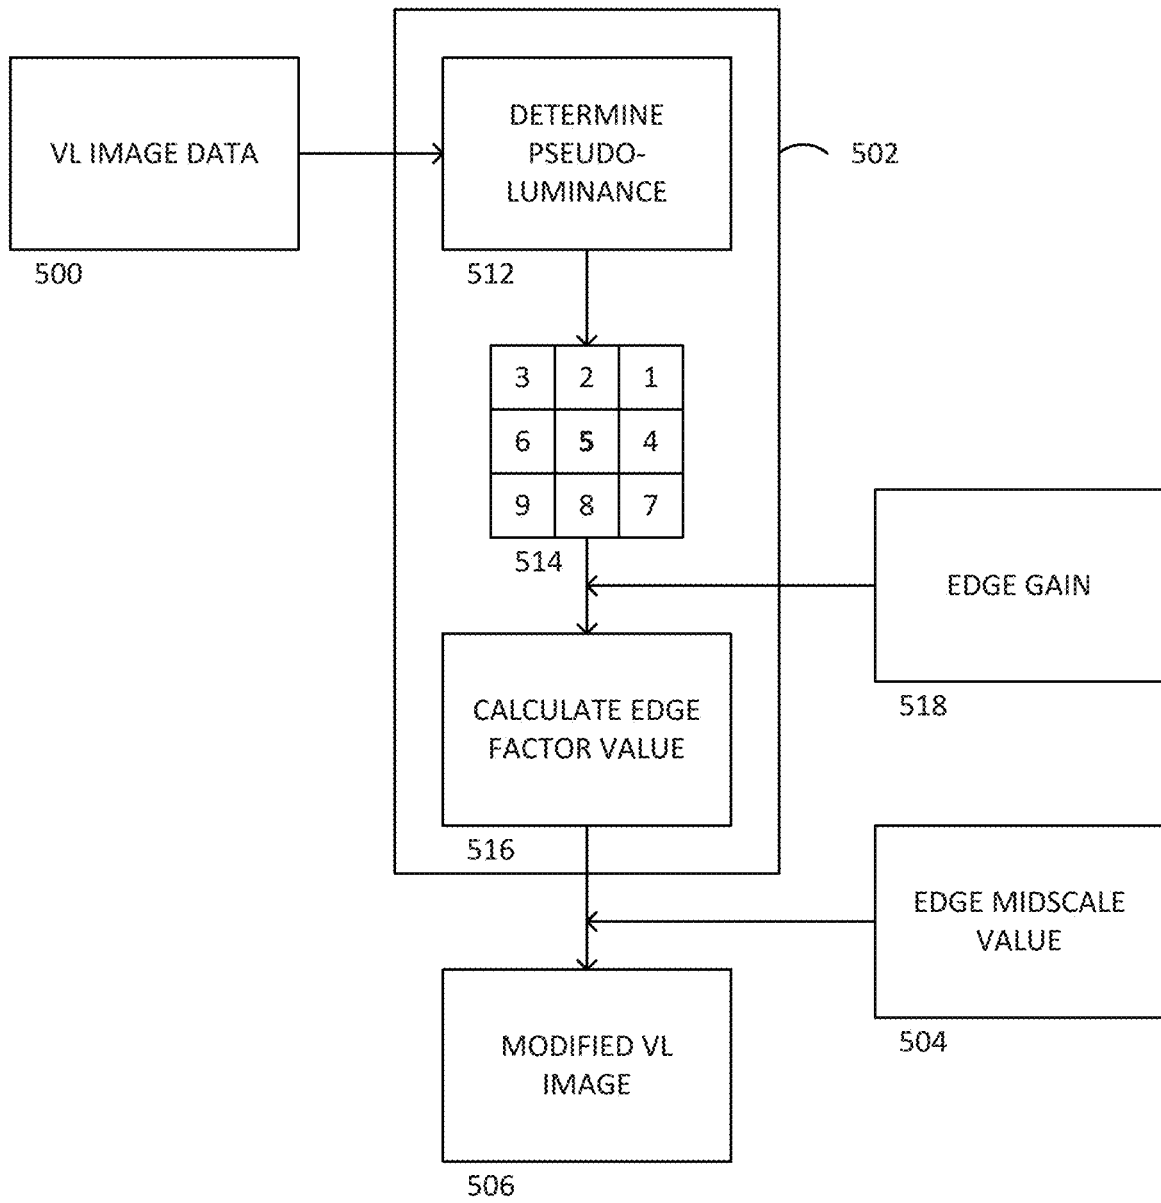 VL IMAGE DATA
500
DETERMINE
PSEUDO-
LUMINANCE
512
502
3 2 1
6 5 4
9 8 7
514
EDGE GAIN
518
CALCULATE EDGE
FACTOR VALUE
516
EDGE MIDSCALE
VALUE
504
MODIFIED VL
IMAGE
506